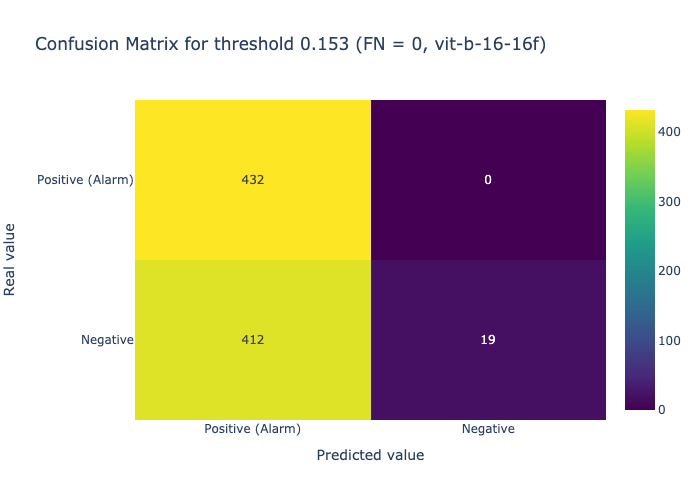 Confusion Matrix for threshold 0.153 (FN = 0, vit-b-16-16f)
Real value
Positive (Alarm)
432
0
Negative
412
19
Positive (Alarm)
Negative
Predicted value
400
300
200
100
0